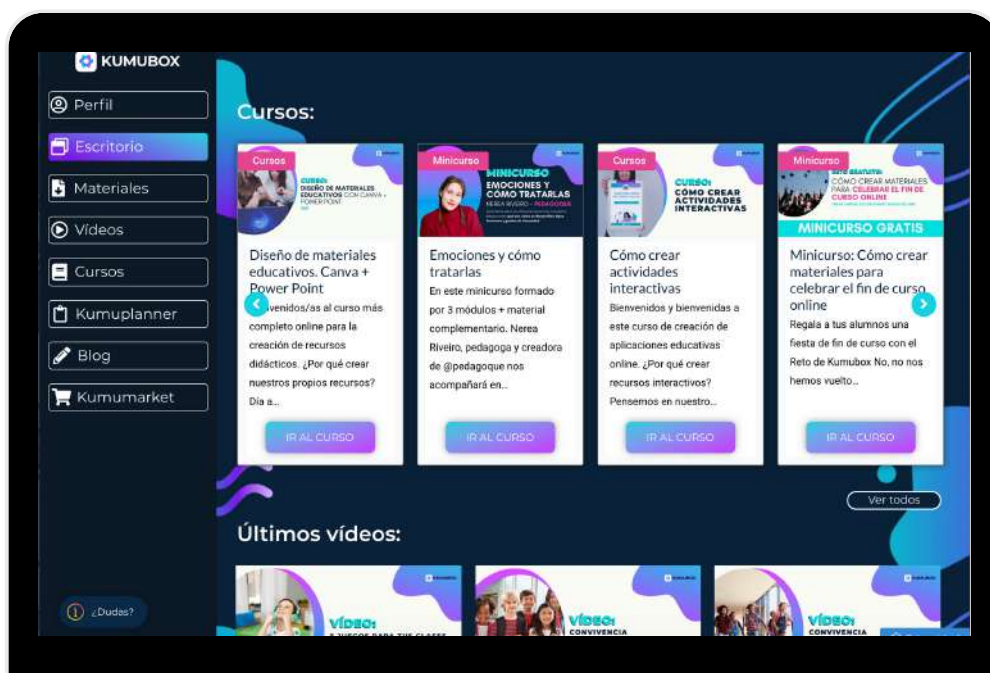 KUMUBOX
Perfil
Escritorio
Materiales
Vídeos
Cursos
Kumuplanner
Blog
Kumumarket
¿Dudas?
Cursos:
Cursos
CURSO:
DISEÑO DE MATERIALES
EDUCATIVOS CON CANVA +
POWER POINT
Diseño de materiales
educativos. Canva +
Power Point
venidos/as al curso más
completo online para la
creación de recursos
didácticos. ¿Por qué crear
nuestros propios recursos?
Día a...
IR AL CURSO
Minicurso
MINICURSO
EMOCIONES Y
CÓMO TRATARLAS
NEREA RIVEIRO - PEDAGOGA
Emociones y cómo
tratarlas
En este minicurso formado
por 3 módulos + material
complementario. Nerea
Riveiro, pedagoga y creadora
de @pedagoque nos
acompañará en...
IR AL CURSO
Cursos
CURSO:
CÓMO CREAR
ACTIVIDADES
INTERACTIVAS
Cómo crear
actividades
interactivas
Bienvenidos y bienvenidas a
este curso de creación de
aplicaciones educativas
online. ¿Por qué crear
recursos interactivos?
Pensemos en nuestro...
IR AL CURSO
Minicurso
RETO GRATUITO:
CÓMO CREAR MATERIALES
PARA CELEBRAR EL FIN DE
CURSO ONLINE
MINICURSO GRATIS
Minicurso: Cómo crear
materiales para
celebrar el fin de curso
online
Regala a tus alumnos una
fiesta de fin de curso con el
Reto de Kumubox No, no nos
hemos vuelto...
IR AL CURSO
Ver todos
Últimos vídeos:
VÍDEO:
VÍDEO:
CONVIVENCIA
VÍDEO:
CONVIVENCIA